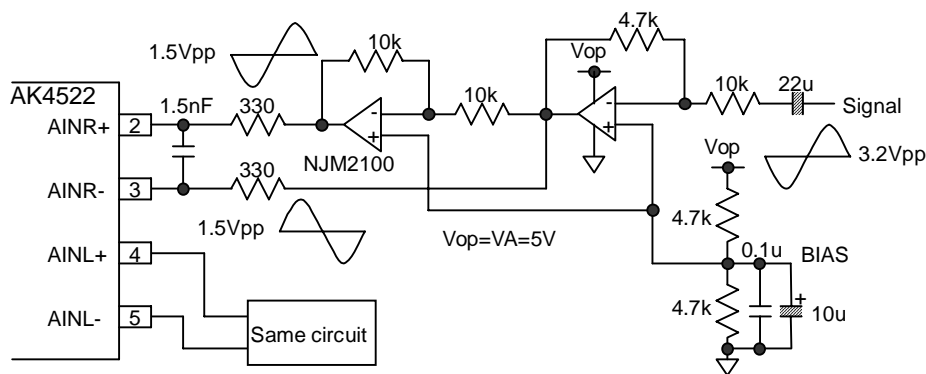 4.7k
10k
Vop
1.5Vpp
AK4522
1.5nF
330
10k
10k
22u
Signal
AINR+
2
-
+
-
+
NJM2100
Vop
3.2Vpp
330
AINR-
3
4.7k
1.5Vpp
Vop=VA=5V
0.1u
BIAS
AINL+
4
4.7k
+
10u
AINL-
5
Same circuit